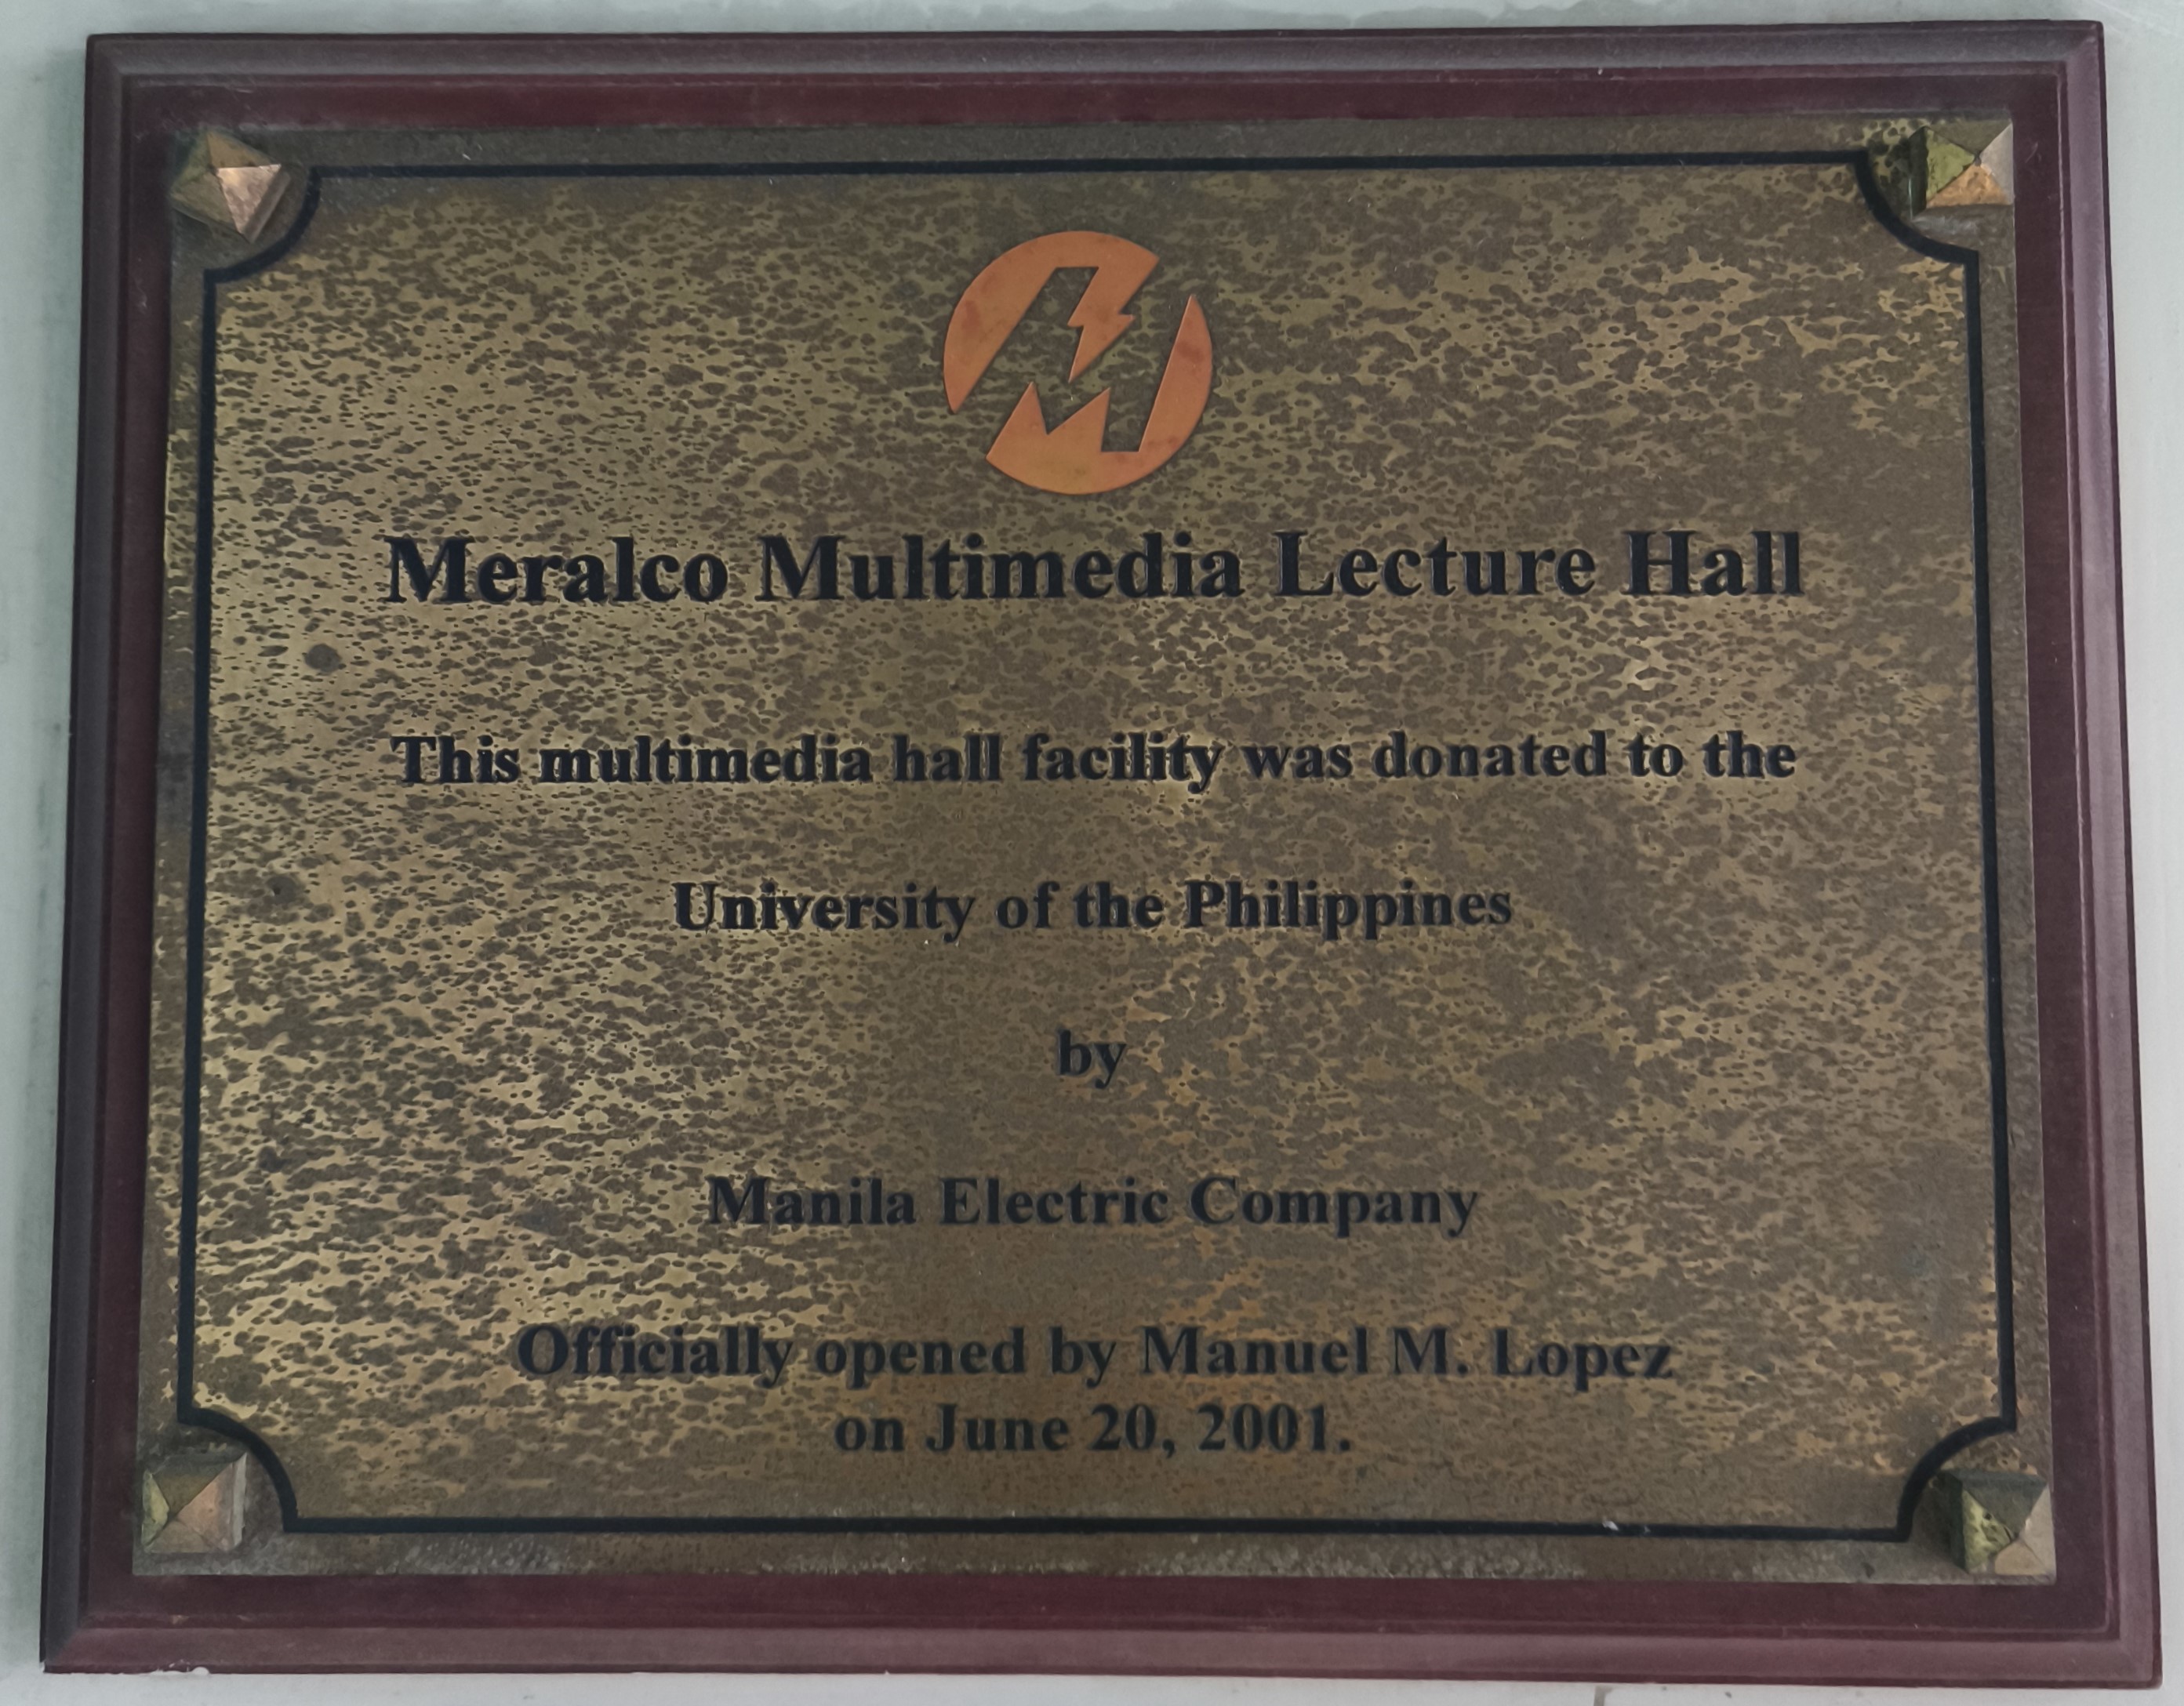 Meralco Multimedia Lecture Hall
This multimedia hall facility was donated to the
University of the Philippines
by
Manila Electric Company
Officially opened by Manuel M. Lopez
on June 20, 2001.